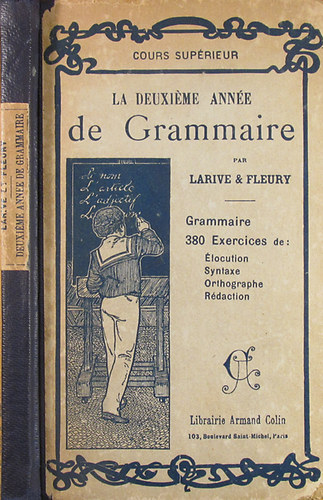 COURS SUPÉRIEUR
LA DEUXIÈME ANNÉE
de Grammaire
PAR
LARIVE & FLEURY
Grammaire
380 Exercices de:
Élocution
Syntaxe
Orthographe
Rédaction
Le nom
L'article
L'adjectif
Librairie Armand Colin
103, Boulevard Saint-Michel, Paris
LARIVE ET FLEURY
DEUXIÈME ANNÉE DE GRAMMAIRE